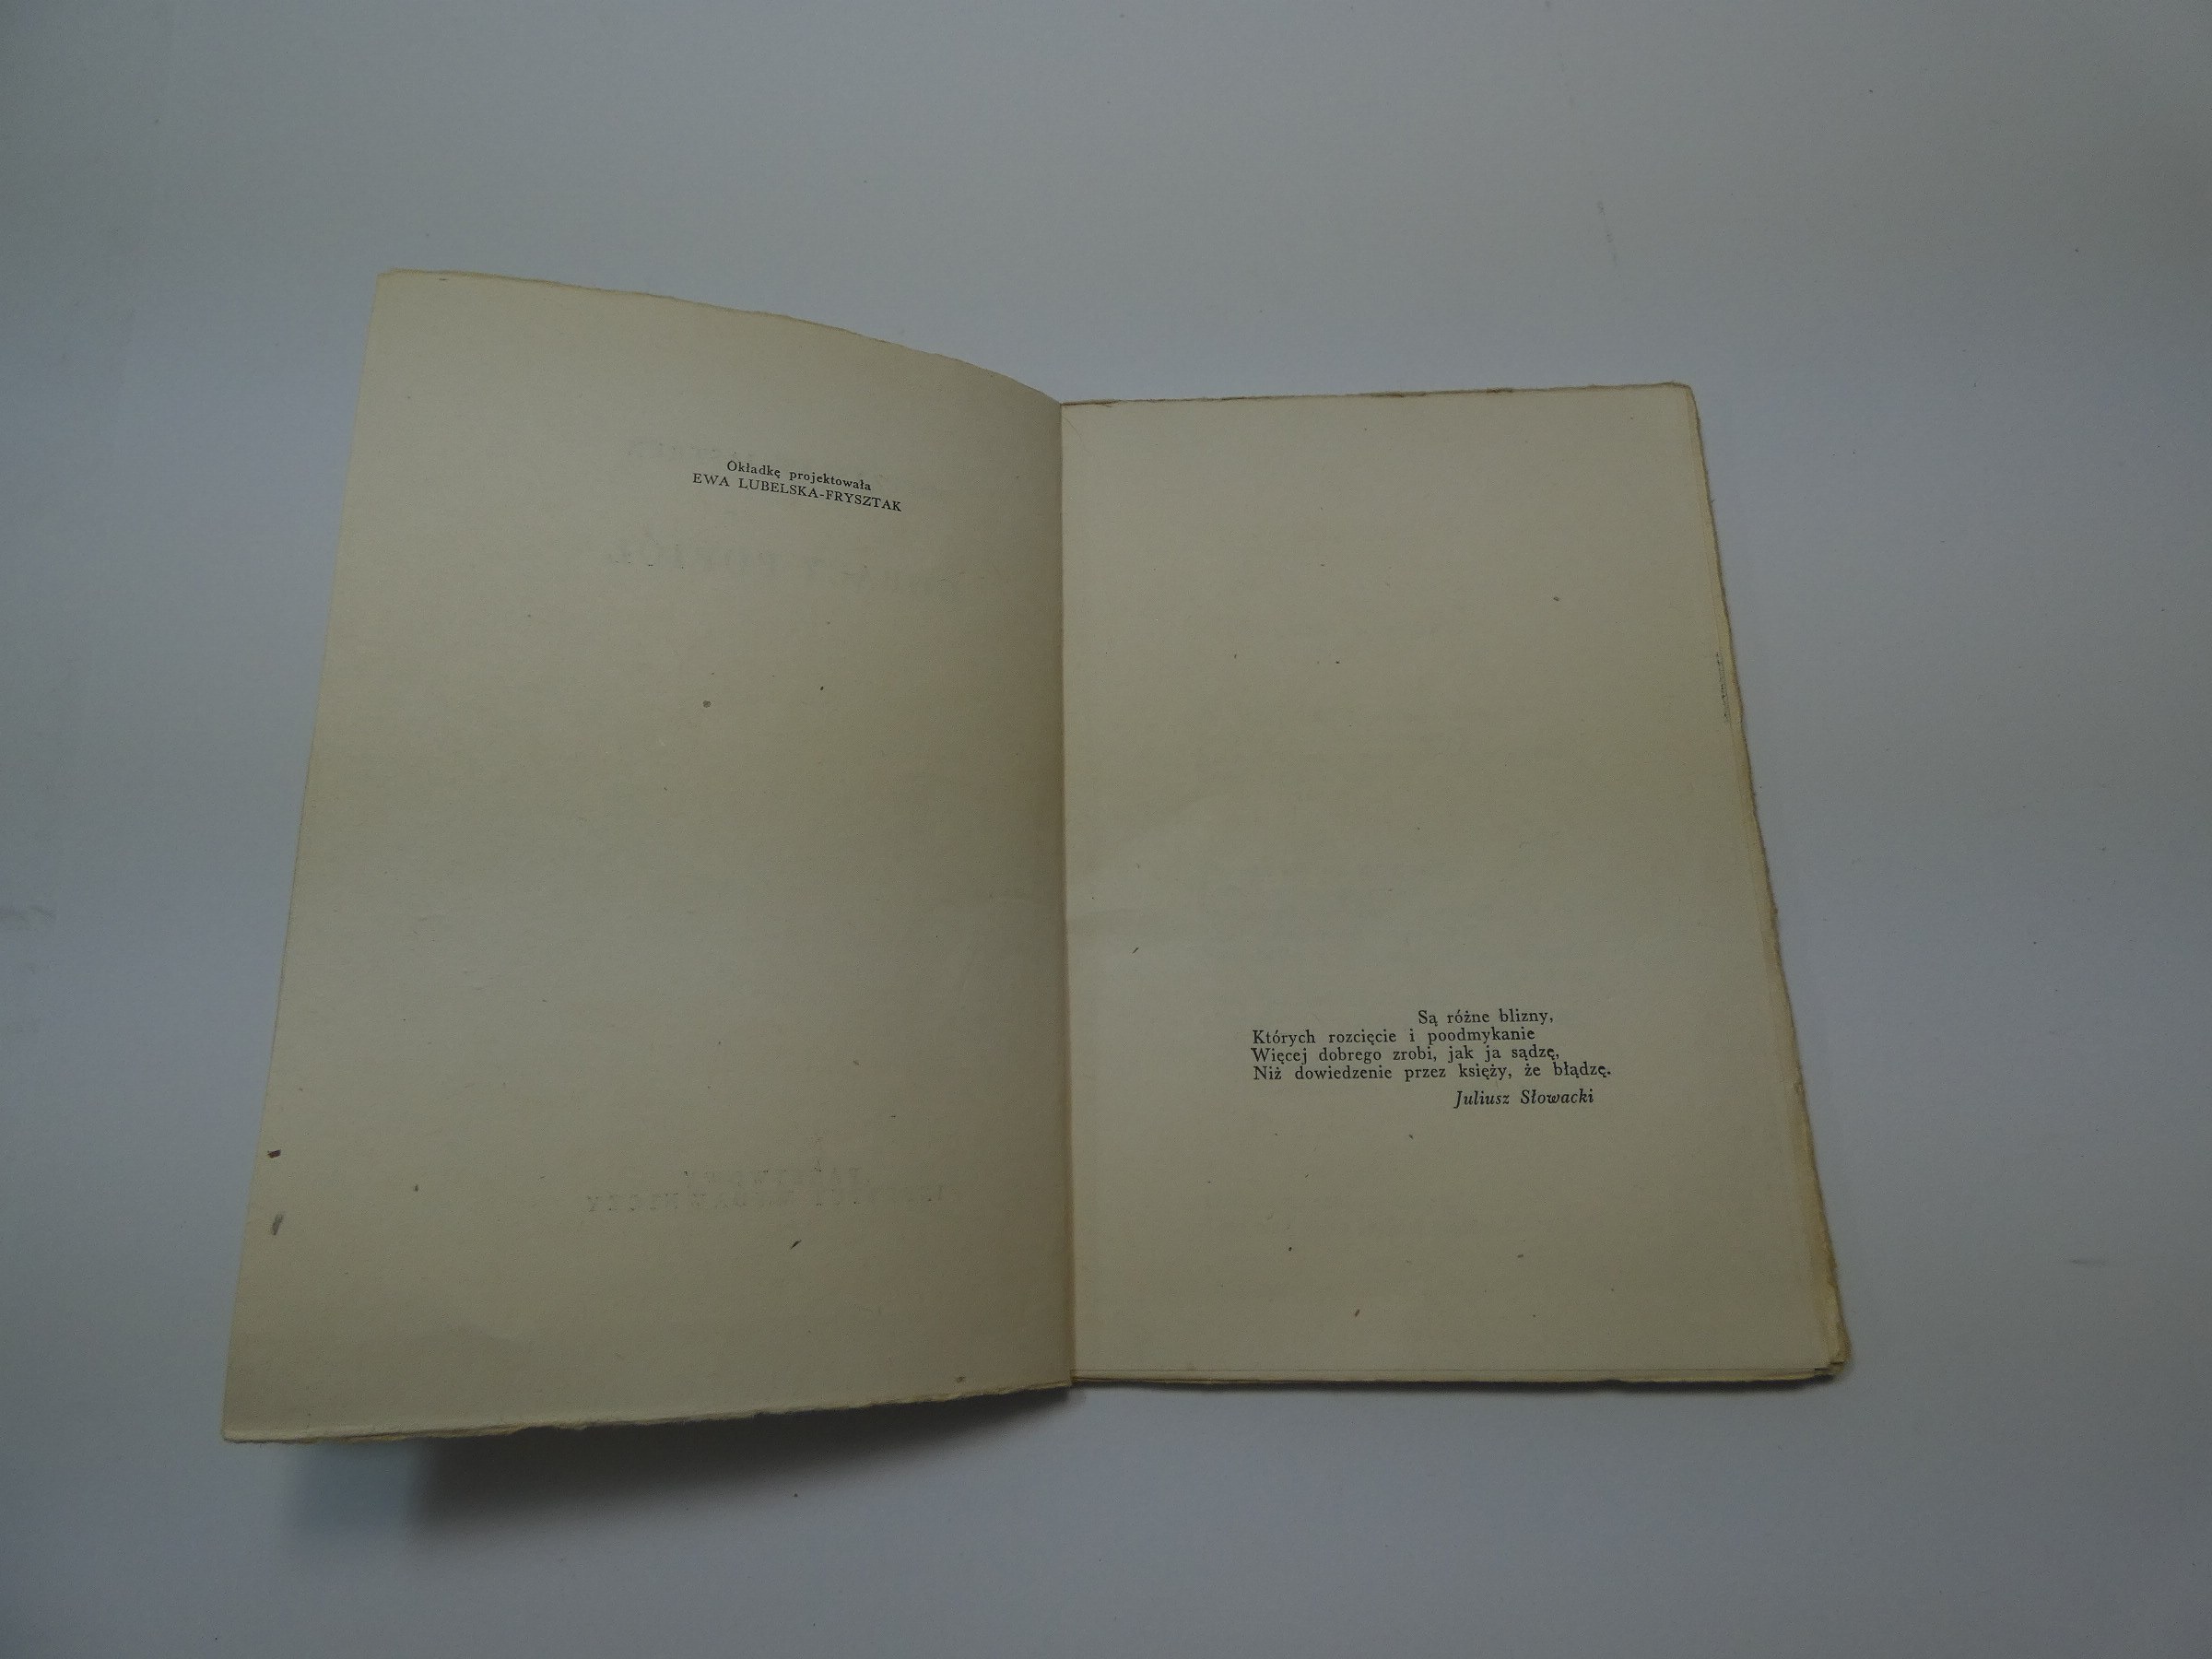 Okładkę projektowała
EWA LUBELSKA-FRYSZTAK
Są różne blizny,
Których rozcięcie i poodmykanie
Więcej dobrego zrobi, jak ja sądzę,
Niż dowiedzenie przez księży, że błądzę.
Juliusz Słowacki